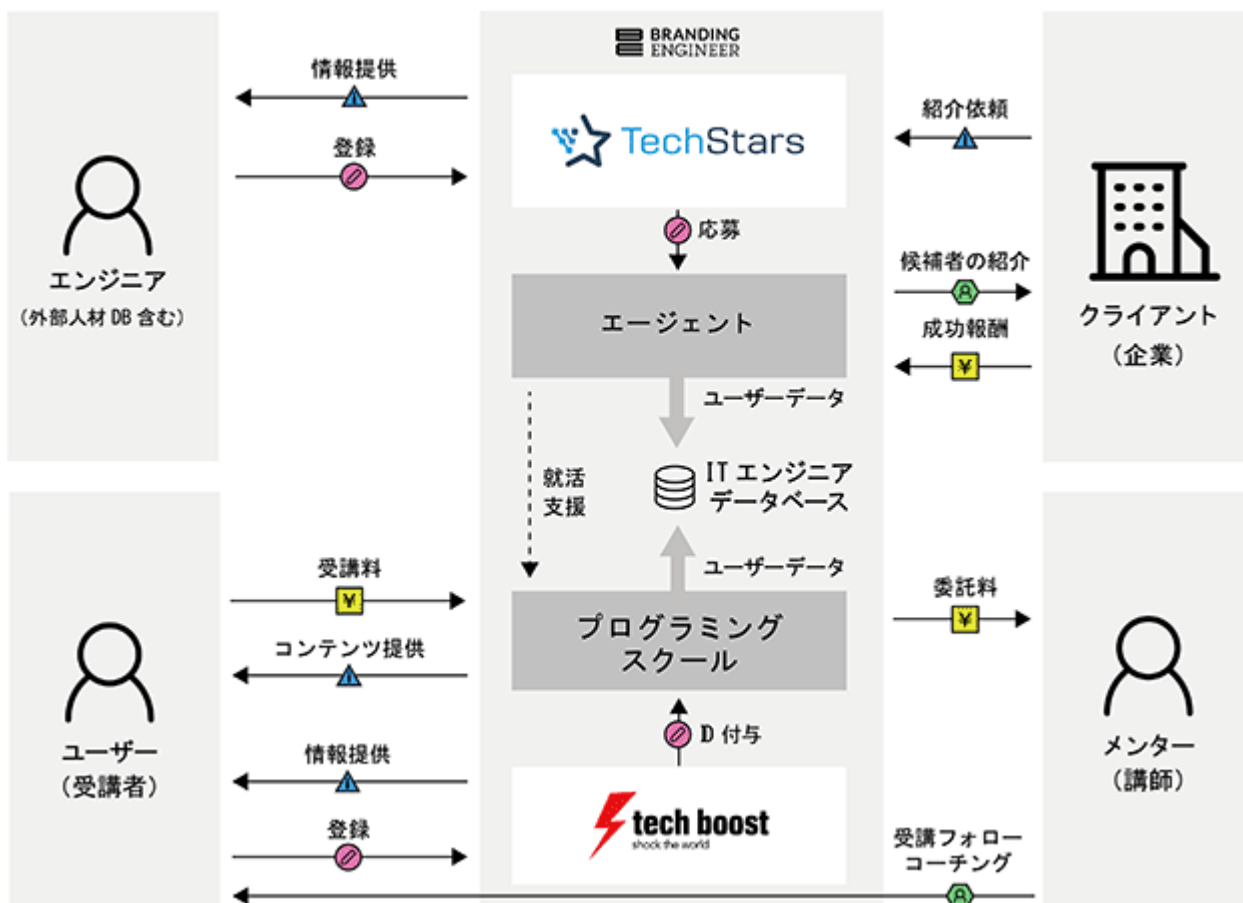 BRANDING
ENGINEER
情報提供
登録
エンジニア
(外部人材 DB 含む)
TechStars
応募
エージェント
紹介依頼
候補者の紹介
成功報酬
¥
クライアント
(企業)
ユーザーデータ
就活
支援
IT エンジニア
データベース
ユーザーデータ
プログラミング
スクール
受講料
¥
コンテンツ提供
情報提供
登録
ユーザー
(受講者)
D 付与
tech boost
shock the world
委託料
¥
メンター
(講師)
受講フォロー
コーチング